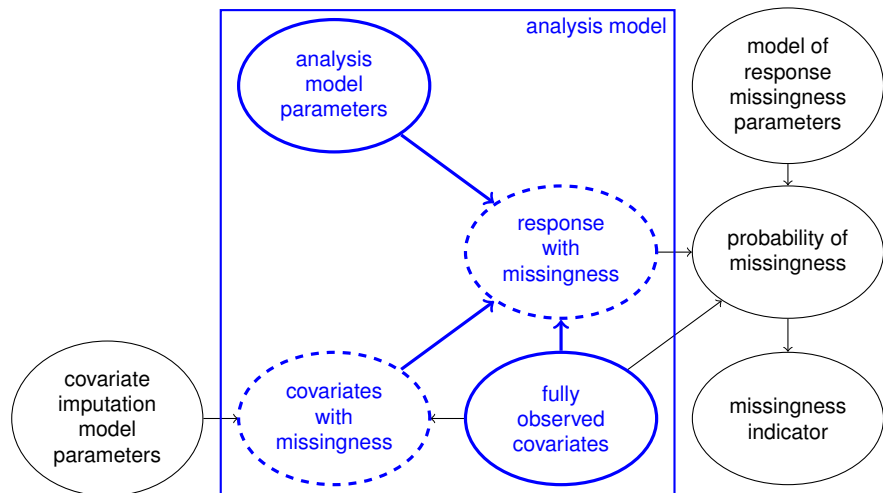 analysis model
analysis
model
parameters
model of
response
missingness
parameters
response
with
missingness
probability of
missingness
covariate
imputation
model
parameters
covariates
with
missingness
fully
observed
covariates
missingness
indicator